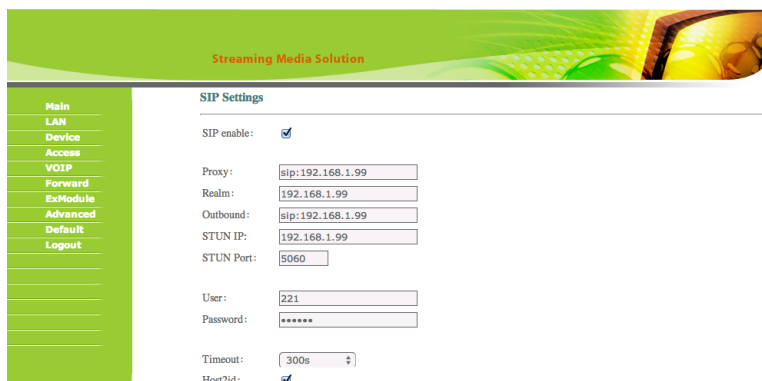 Streaming Media Solution
Main
LAN
Device
Access
VOIP
Forward
ExModule
Advanced
Default
Logout
SIP Settings
SIP enable:
Proxy: sip:192.168.1.99
Realm: 192.168.1.99
Outbound: sip:192.168.1.99
STUN IP: 192.168.1.99
STUN Port: 5060
User: 221
Password: ••••••
Timeout: 300s
Host2id: